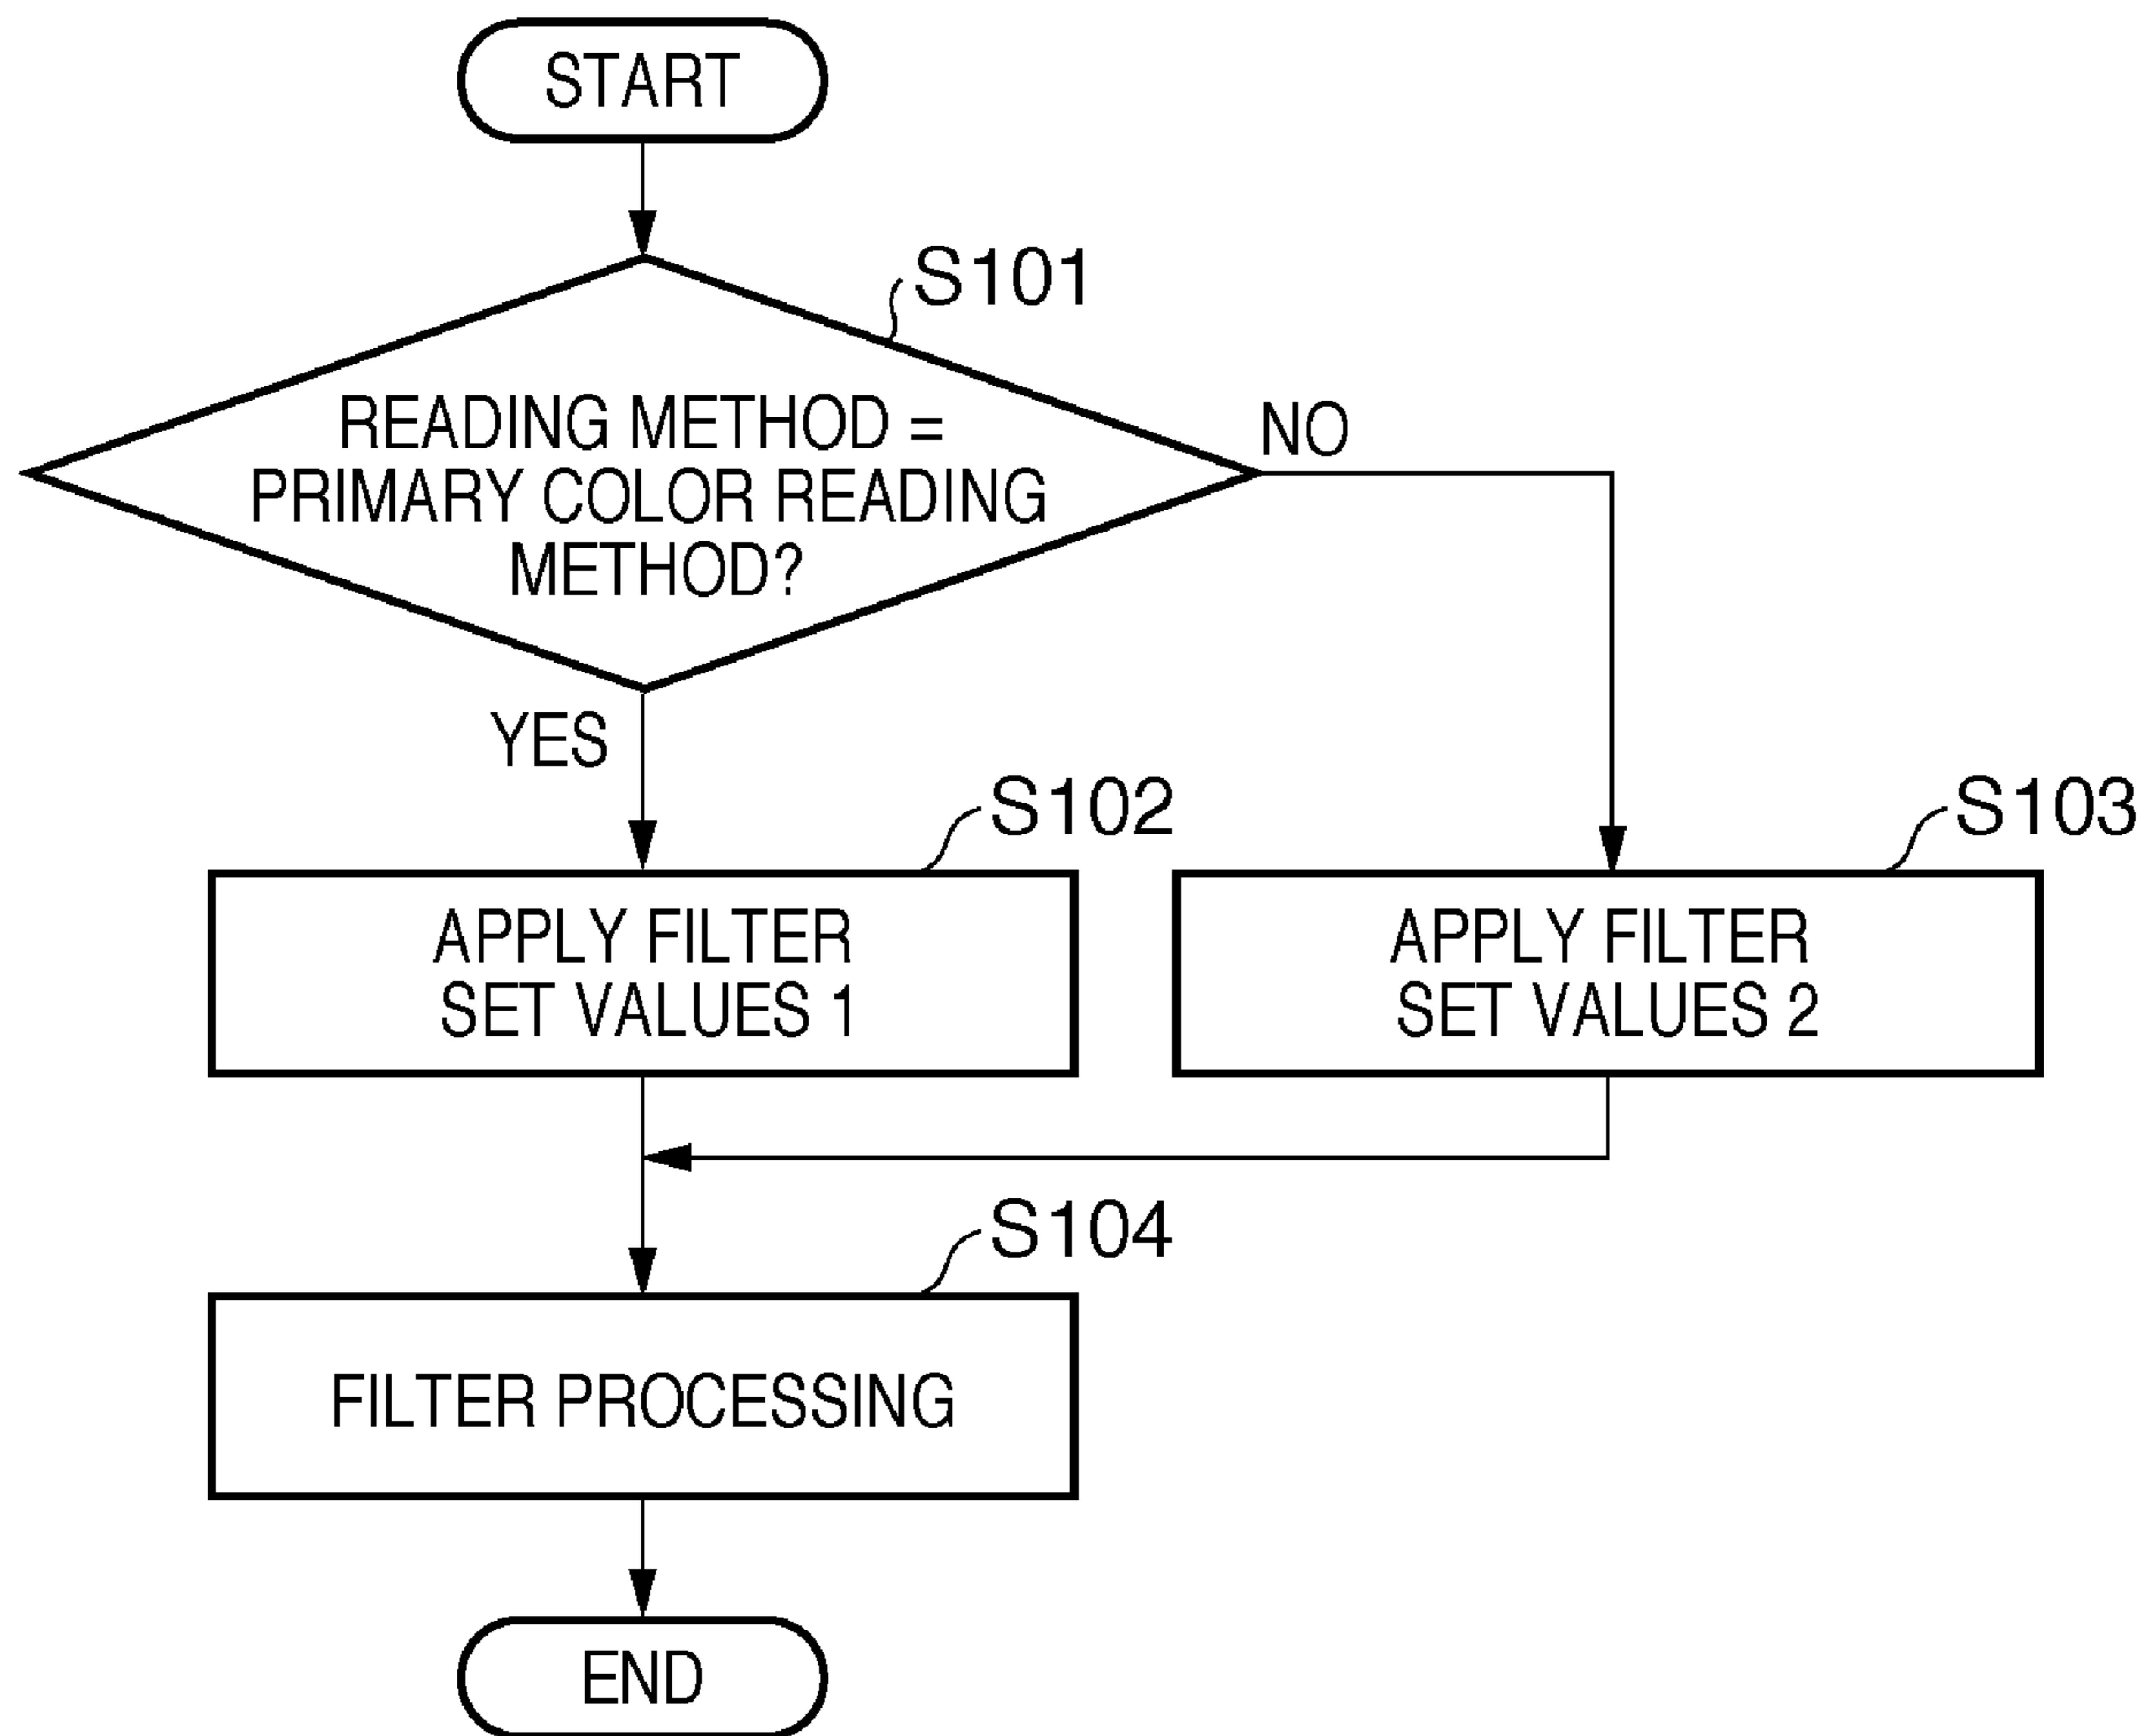 START
S101
READING METHOD =
PRIMARY COLOR READING
METHOD?
NO
YES
S102
S103
APPLY FILTER
SET VALUES 1
APPLY FILTER
SET VALUES 2
S104
FILTER PROCESSING
END